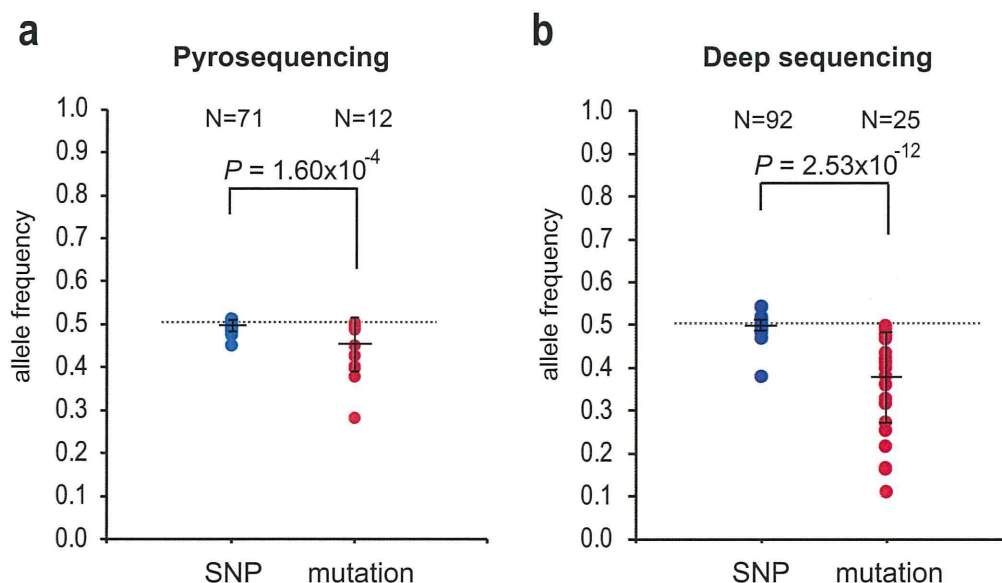 a
Pyrosequencing
N=71 N=12
P = 1.60x10-4
1.0
0.9
0.8
0.7
0.6
0.5
0.4
0.3
0.2
0.1
0.0
allele frequency
SNP mutation
b
Deep sequencing
N=92 N=25
P = 2.53x10-12
1.0
0.9
0.8
0.7
0.6
0.5
0.4
0.3
0.2
0.1
0.0
allele frequency
SNP mutation